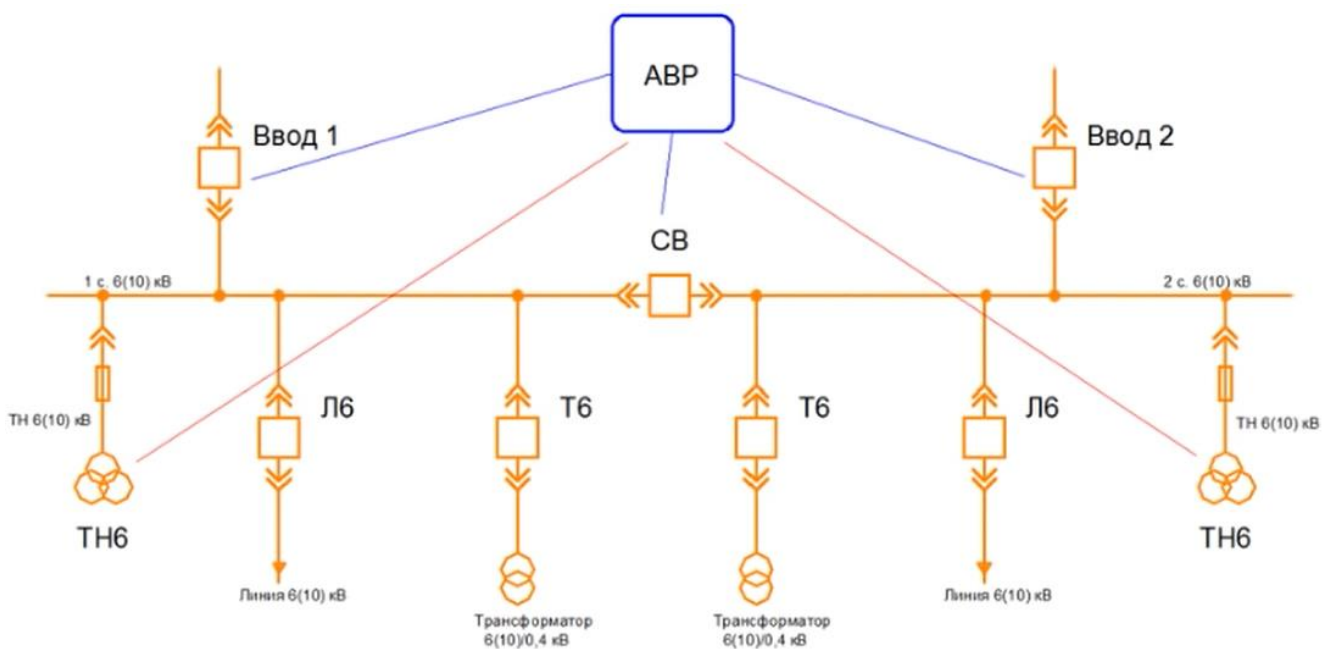 АВР
Ввод 1
Ввод 2
СВ
1 с. 6(10) кВ
2 с. 6(10) кВ
Л6
Т6
Т6
Л6
ТН 6(10) кВ
ТН 6(10) кВ
ТН6
ТН6
Линия 6(10) кВ
Линия 6(10) кВ
Трансформатор
6(10)/0,4 кВ
Трансформатор
6(10)/0,4 кВ